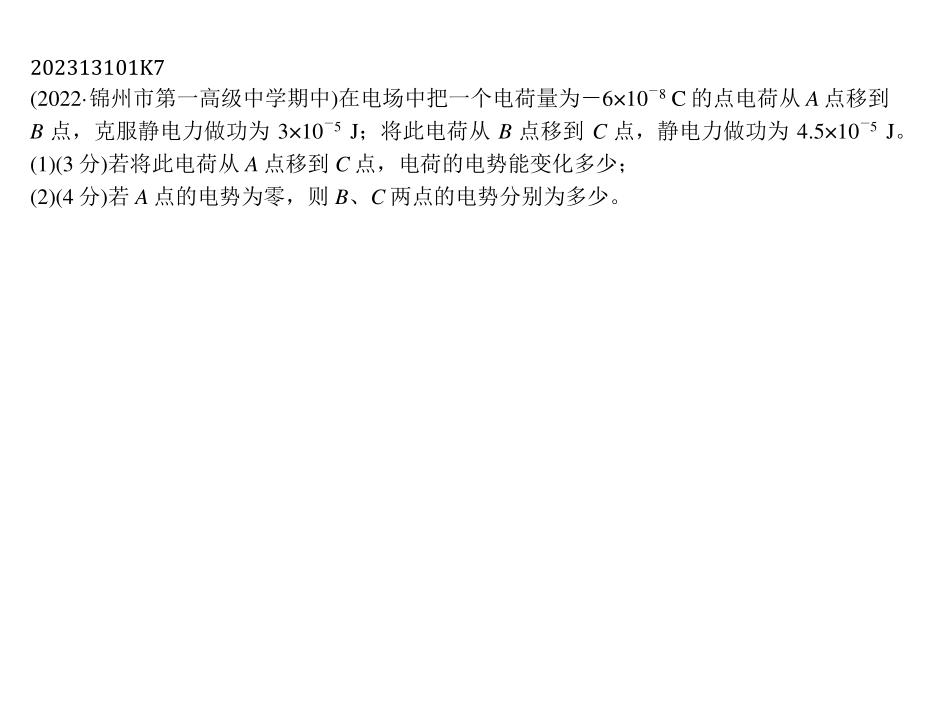 202313101K7
(2022·锦州市第一高级中学期中)在电场中把一个电荷量为－6×10⁻⁸ C 的点电荷从 A 点移到
B 点，克服静电力做功为 3×10⁻⁵ J；将此电荷从 B 点移到 C 点，静电力做功为 4.5×10⁻⁵ J。
(1)(3 分)若将此电荷从 A 点移到 C 点，电荷的电势能变化多少；
(2)(4 分)若 A 点的电势为零，则 B、C 两点的电势分别为多少。